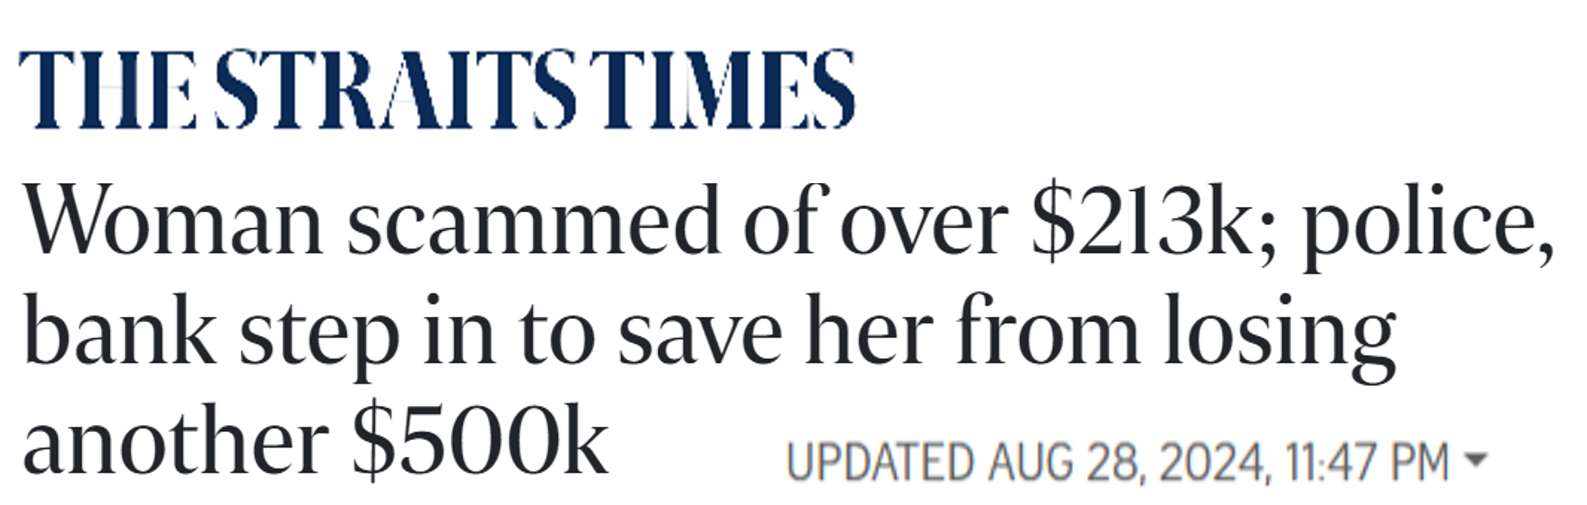 THE STRAITS TIMES
Woman scammed of over $213k; police,
bank step in to save her from losing
another $500k
UPDATED AUG 28, 2024, 11:47 PM